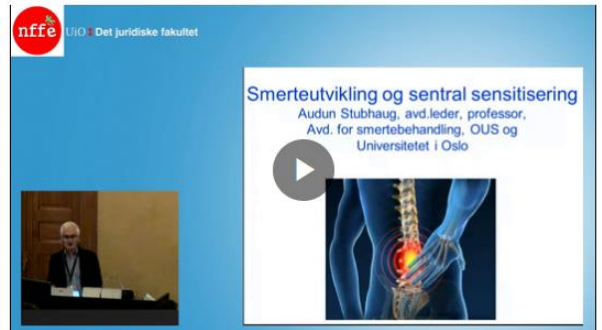 nffe
UiO : Det juridiske fakultet
Smerteutvikling og sentral sensitisering
Audun Stubhaug, avd.leder, professor,
Avd. for smertebehandling, OUS og
Universitetet i Oslo